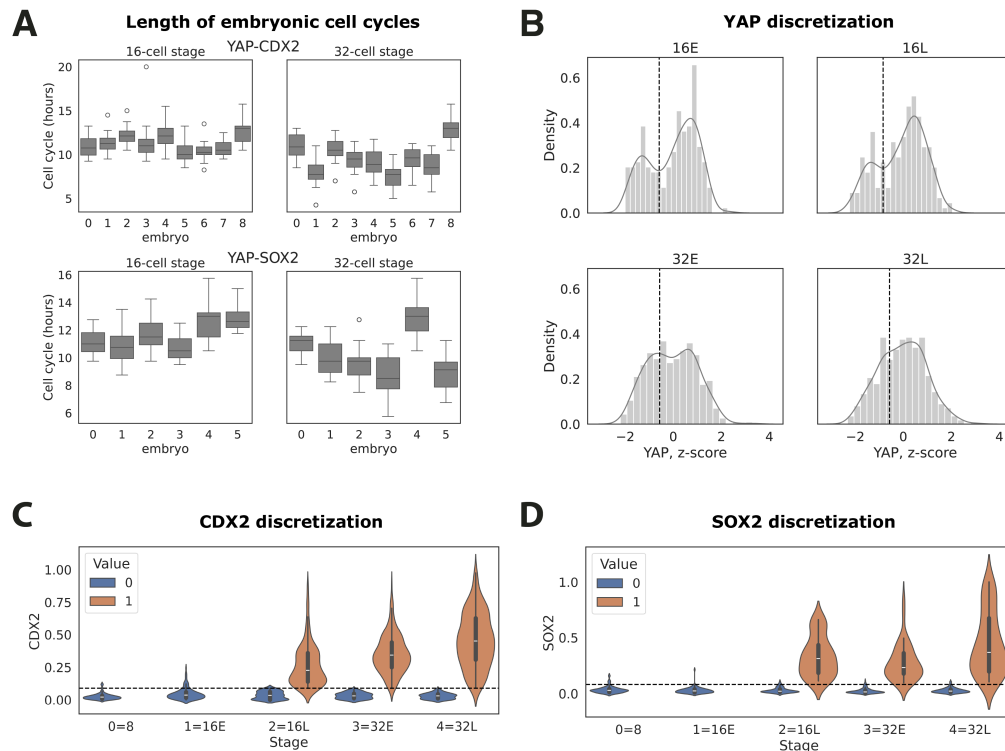 A Length of embryonic cell cycles
YAP-CDX2
16-cell stage 32-cell stage
20
15
10
5
Cell cycle (hours)
0 1 2 3 4 5 6 7 8 0 1 2 3 4 5 6 7 8
embryo embryo
YAP-SOX2
16-cell stage 32-cell stage
16
14
12
10
8
6
Cell cycle (hours)
0 1 2 3 4 5 0 1 2 3 4 5
embryo embryo
B YAP discretization
16E 16L
0.6
0.4
0.2
0.0
Density Density
32E 32L
0.6
0.4
0.2
0.0
Density Density
−2 0 2 4 −2 0 2 4
YAP, z-score YAP, z-score
C CDX2 discretization
Value
0
1
1.00
0.75
0.50
0.25
0.00
CDX2
0=8 1=16E 2=16L 3=32E 4=32L
Stage
D SOX2 discretization
Value
0
1
1.0
0.5
0.0
SOX2
0=8 1=16E 2=16L 3=32E 4=32L
Stage